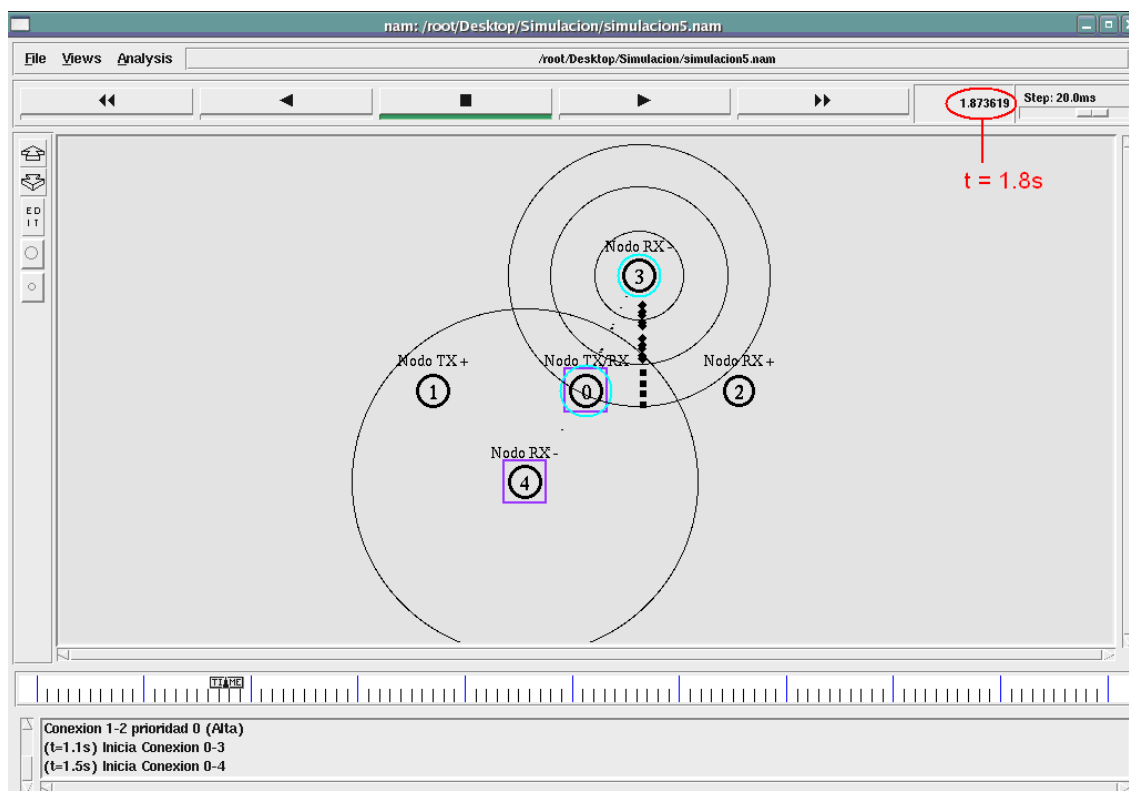 nam: /root/Desktop/Simulacion/simulacion5.nam
File Views Analysis /root/Desktop/Simulacion/simulacion5.nam
1.873619 Step: 20.0ms
t = 1.8s
ED
IT
Nodo RX -
3
Nodo TX + Nodo TX/RX Nodo RX +
1 0 2
Nodo RX -
4
TIME
Conexion 1-2 prioridad 0 (Alta)
(t=1.1s) Inicia Conexion 0-3
(t=1.5s) Inicia Conexion 0-4